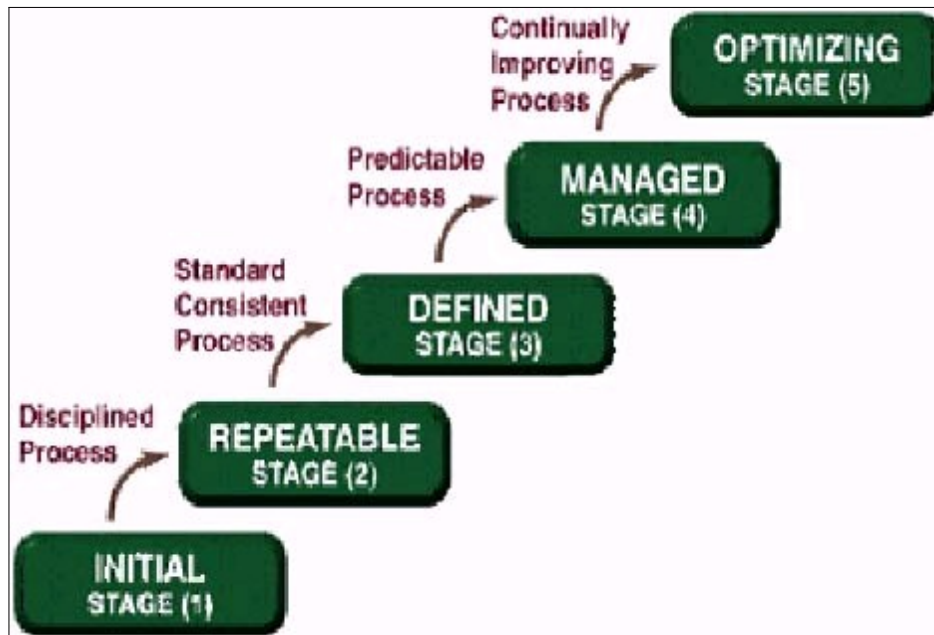 Continually
Improving
Process
OPTIMIZING
STAGE (5)
Predictable
Process
MANAGED
STAGE (4)
Standard
Consistent
Process
DEFINED
STAGE (3)
Disciplined
Process
REPEATABLE
STAGE (2)
INITIAL
STAGE (1)